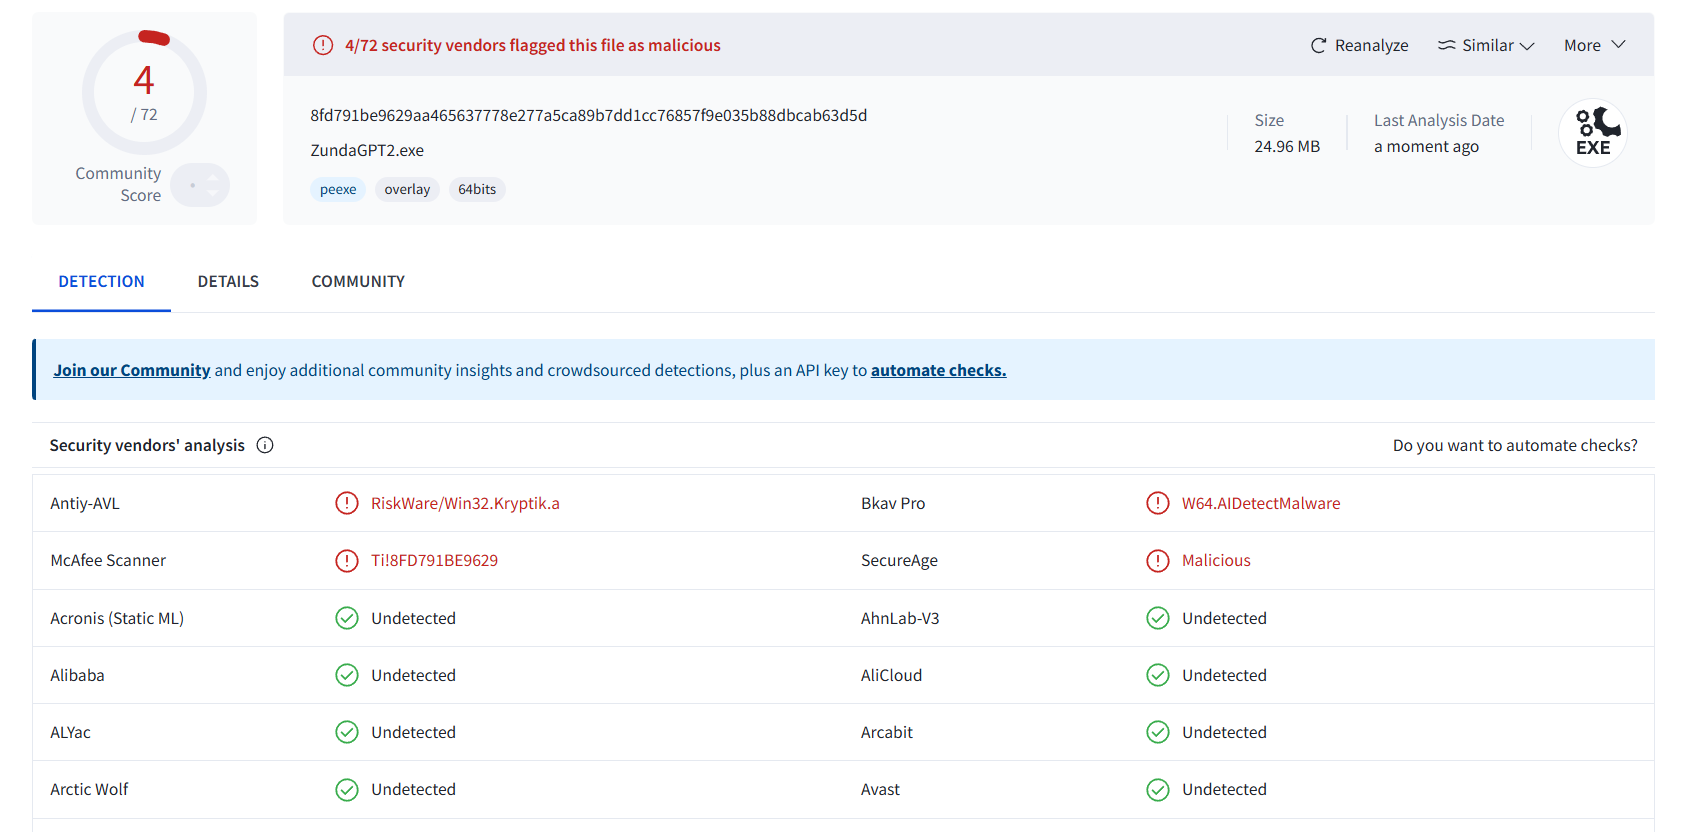 4
/ 72
Community
Score
4/72 security vendors flagged this file as malicious
Reanalyze
Similar
More
8fd791be9629aa465637778e277a5ca89b7dd1cc76857f9e035b88dbcab63d5d
ZundaGPT2.exe
peexe
overlay
64bits
Size
24.96 MB
Last Analysis Date
a moment ago
EXE
DETECTION
DETAILS
COMMUNITY
Join our Community and enjoy additional community insights and crowdsourced detections, plus an API key to automate checks.
Security vendors' analysis
Do you want to automate checks?
Antiy-AVL
RiskWare/Win32.Kryptik.a
Bkav Pro
W64.AIDetectMalware
McAfee Scanner
Ti!8FD791BE9629
SecureAge
Malicious
Acronis (Static ML)
Undetected
AhnLab-V3
Undetected
Alibaba
Undetected
AliCloud
Undetected
ALYac
Undetected
Arcabit
Undetected
Arctic Wolf
Undetected
Avast
Undetected